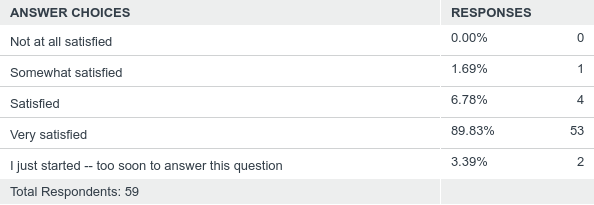 ANSWER CHOICES RESPONSES
Not at all satisfied 0.00% 0
Somewhat satisfied 1.69% 1
Satisfied 6.78% 4
Very satisfied 89.83% 53
I just started -- too soon to answer this question 3.39% 2
Total Respondents: 59